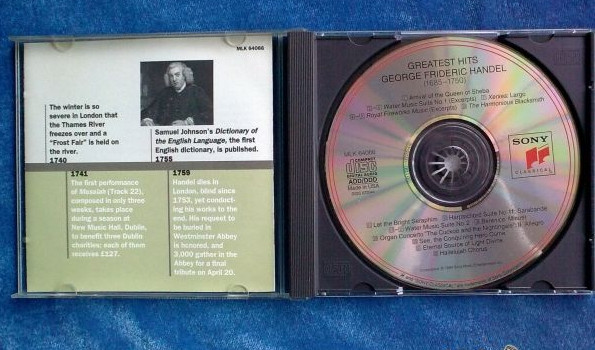 MLK 64066
The winter is so
severe in London that
the Thames River
freezes over and a
"Frost Fair" is held on
the river.
1740
Samuel Johnson's Dictionary of
the English Language, the first
English dictionary, is published.
1755
1741
The first performance
of Messiah (Track 22),
composed in only three
weeks, takes place
during a season at
New Music Hall, Dublin,
to benefit three Dublin
charities; each of them
receives £127.
1759
Handel dies in
London, blind since
1753, yet conduct-
ing his works to the
end. His request to
be buried in
Westminster Abbey
is honored, and
3,000 gather in the
Abbey for a final
tribute on April 20.
GREATEST HITS
GEORGE FRIDERIC HANDEL
Arrival of the Queen of Sheba
Water Music Suite No. 1 (Excerpts) Xerxes: Largo
Royal Fireworks Music (Excerpts) The Harmonious Blacksmith
MLK 64066
COMPACT
disc
DIGITAL AUDIO
ADD/DDD
Made in USA
SONY
CLASSICAL
Let the Bright Seraphim Harpsichord Suite No. 11: Sarabande
Water Music Suite No. 2 Berenice: Minuet
Organ Concerto "The Cuckoo and the Nightingale": Allegro
See, the Conquering Hero Come
Eternal Source of Light Divine
Hallelujah Chorus